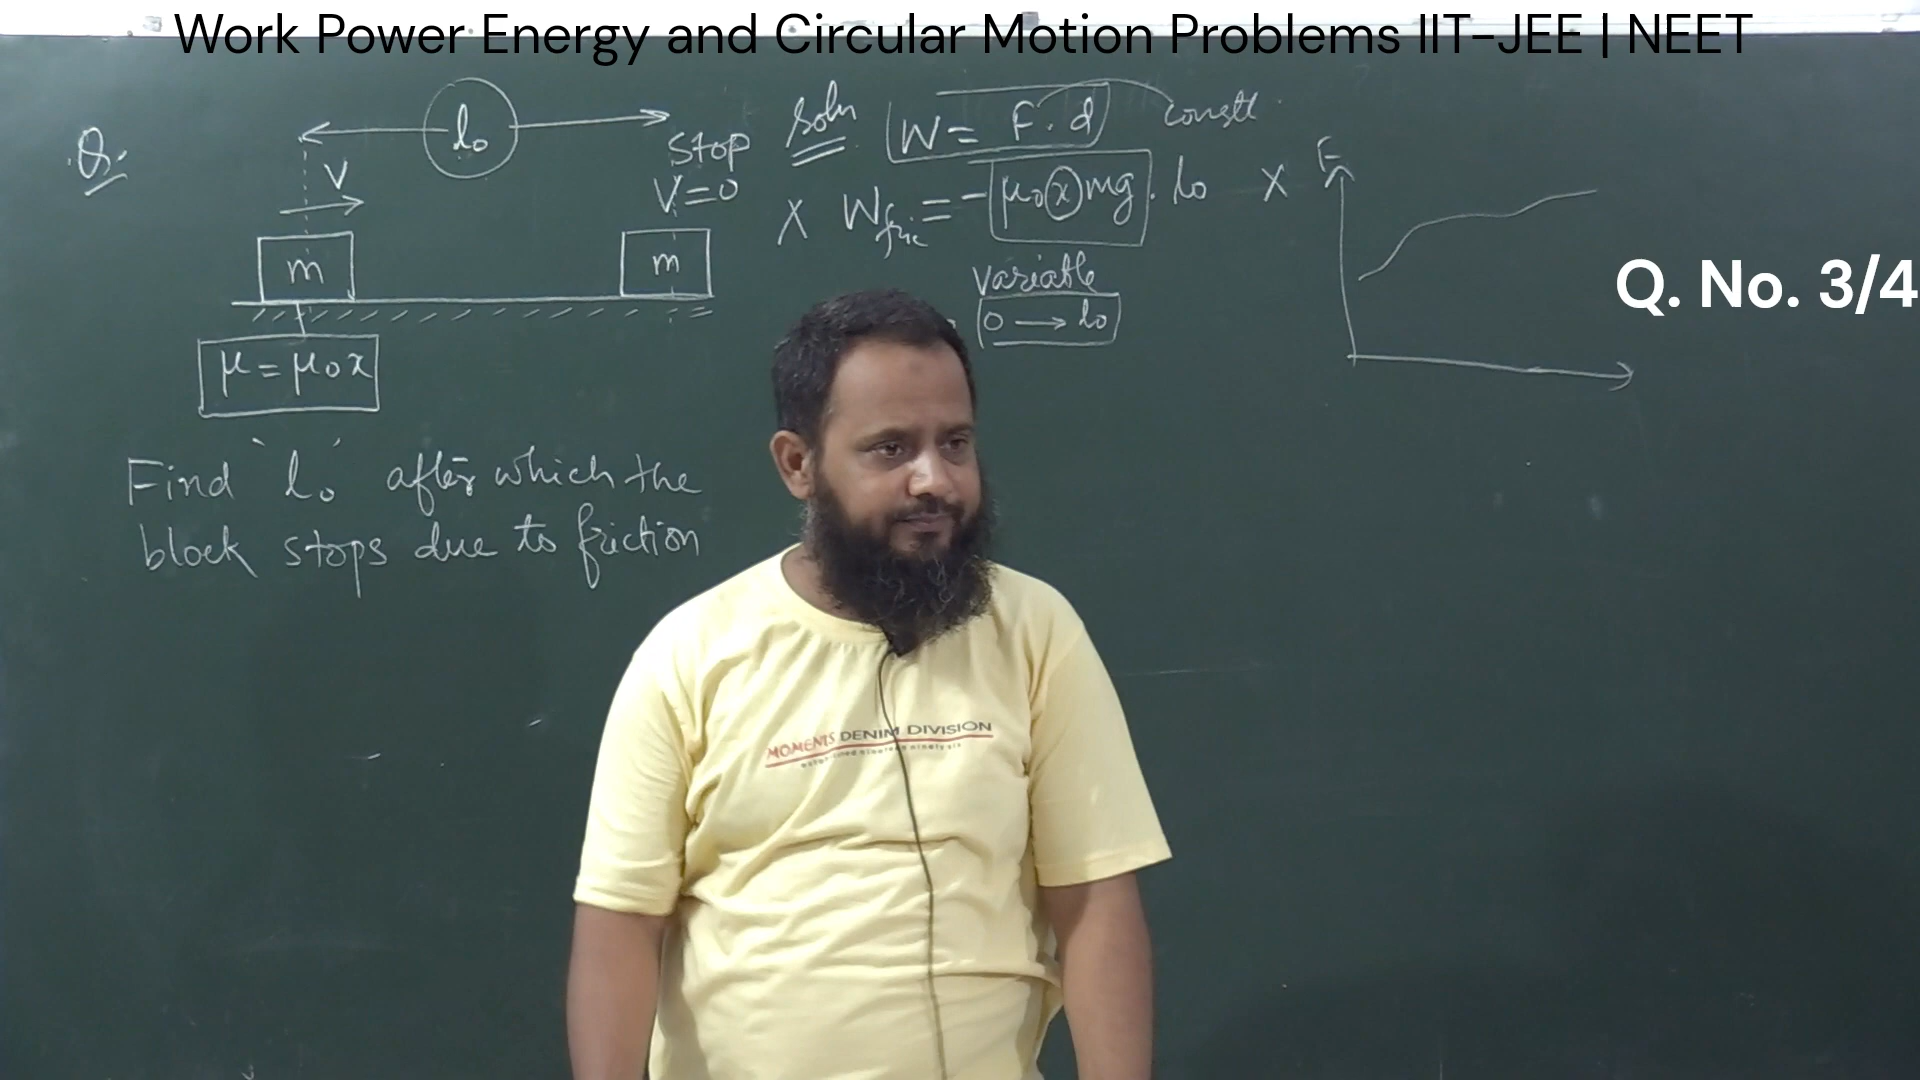 Work Power Energy and Circular Motion Problems IIT-JEE | NEET
Q:
l₀
V
Stop
V=0
m
m
μ = μ₀x
Find 'l₀' after which the
block stops due to friction
Soln
W = F.d
constt.
X W fric = - μ₀ x mg . l₀ X
Variable
0 → l₀
F
Q. No. 3/4
MOMENTS DENIM DIVISION